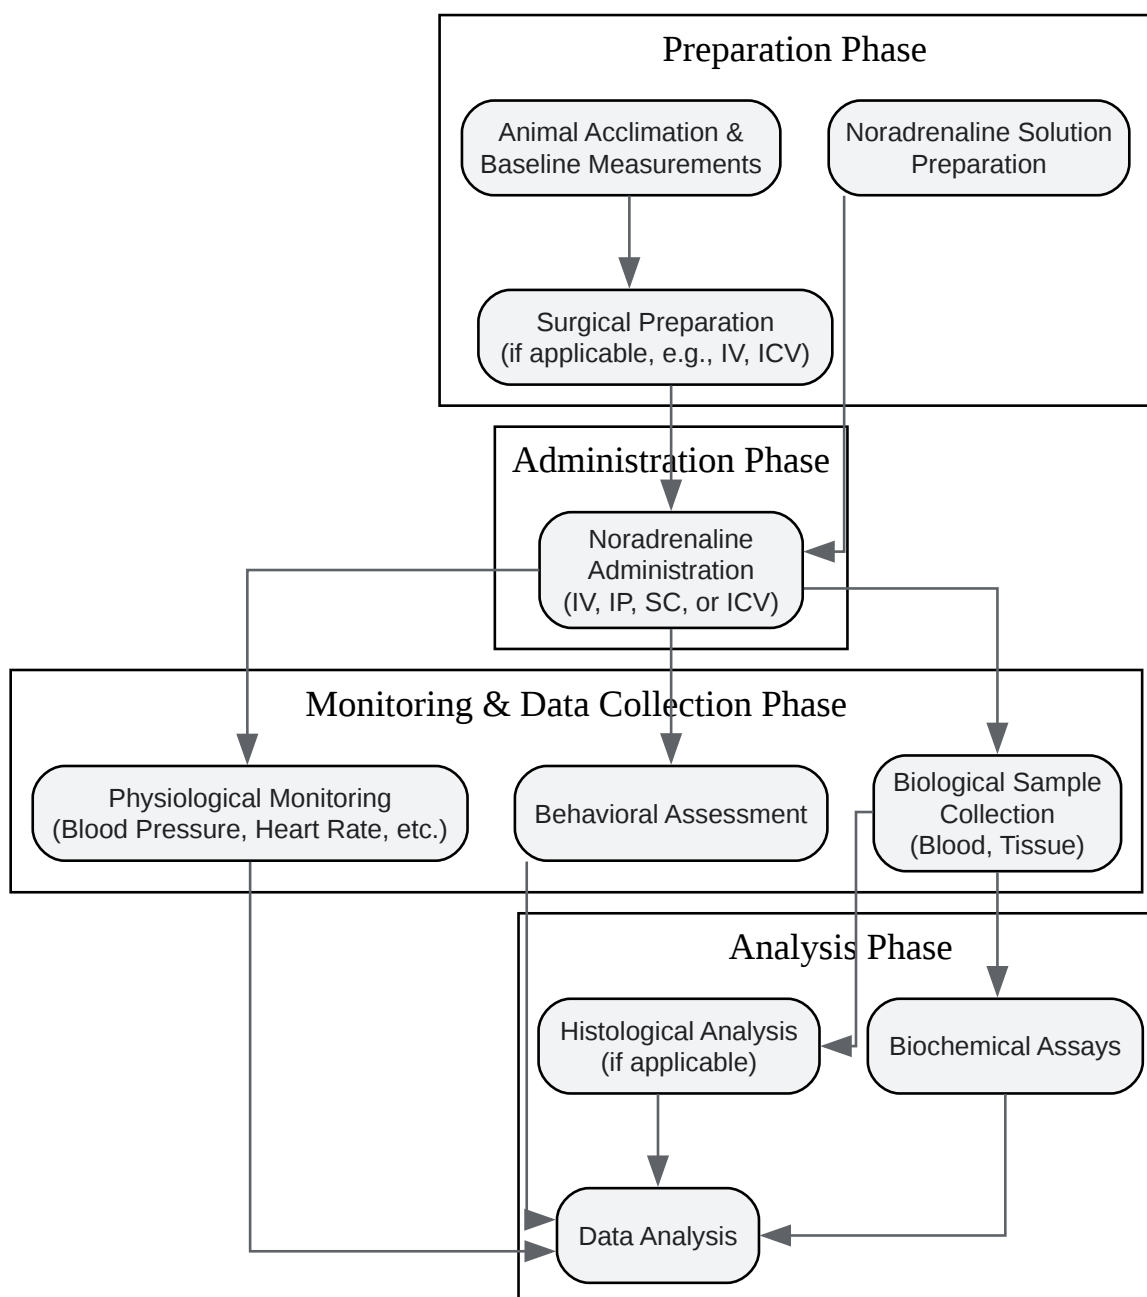 Preparation Phase
Animal Acclimation &
Baseline Measurements
Noradrenaline Solution
Preparation
Surgical Preparation
(if applicable, e.g., IV, ICV)
Administration Phase
Noradrenaline
Administration
(IV, IP, SC, or ICV)
Monitoring & Data Collection Phase
Physiological Monitoring
(Blood Pressure, Heart Rate, etc.)
Behavioral Assessment
Biological Sample
Collection
(Blood, Tissue)
Analysis Phase
Histological Analysis
(if applicable)
Biochemical Assays
Data Analysis